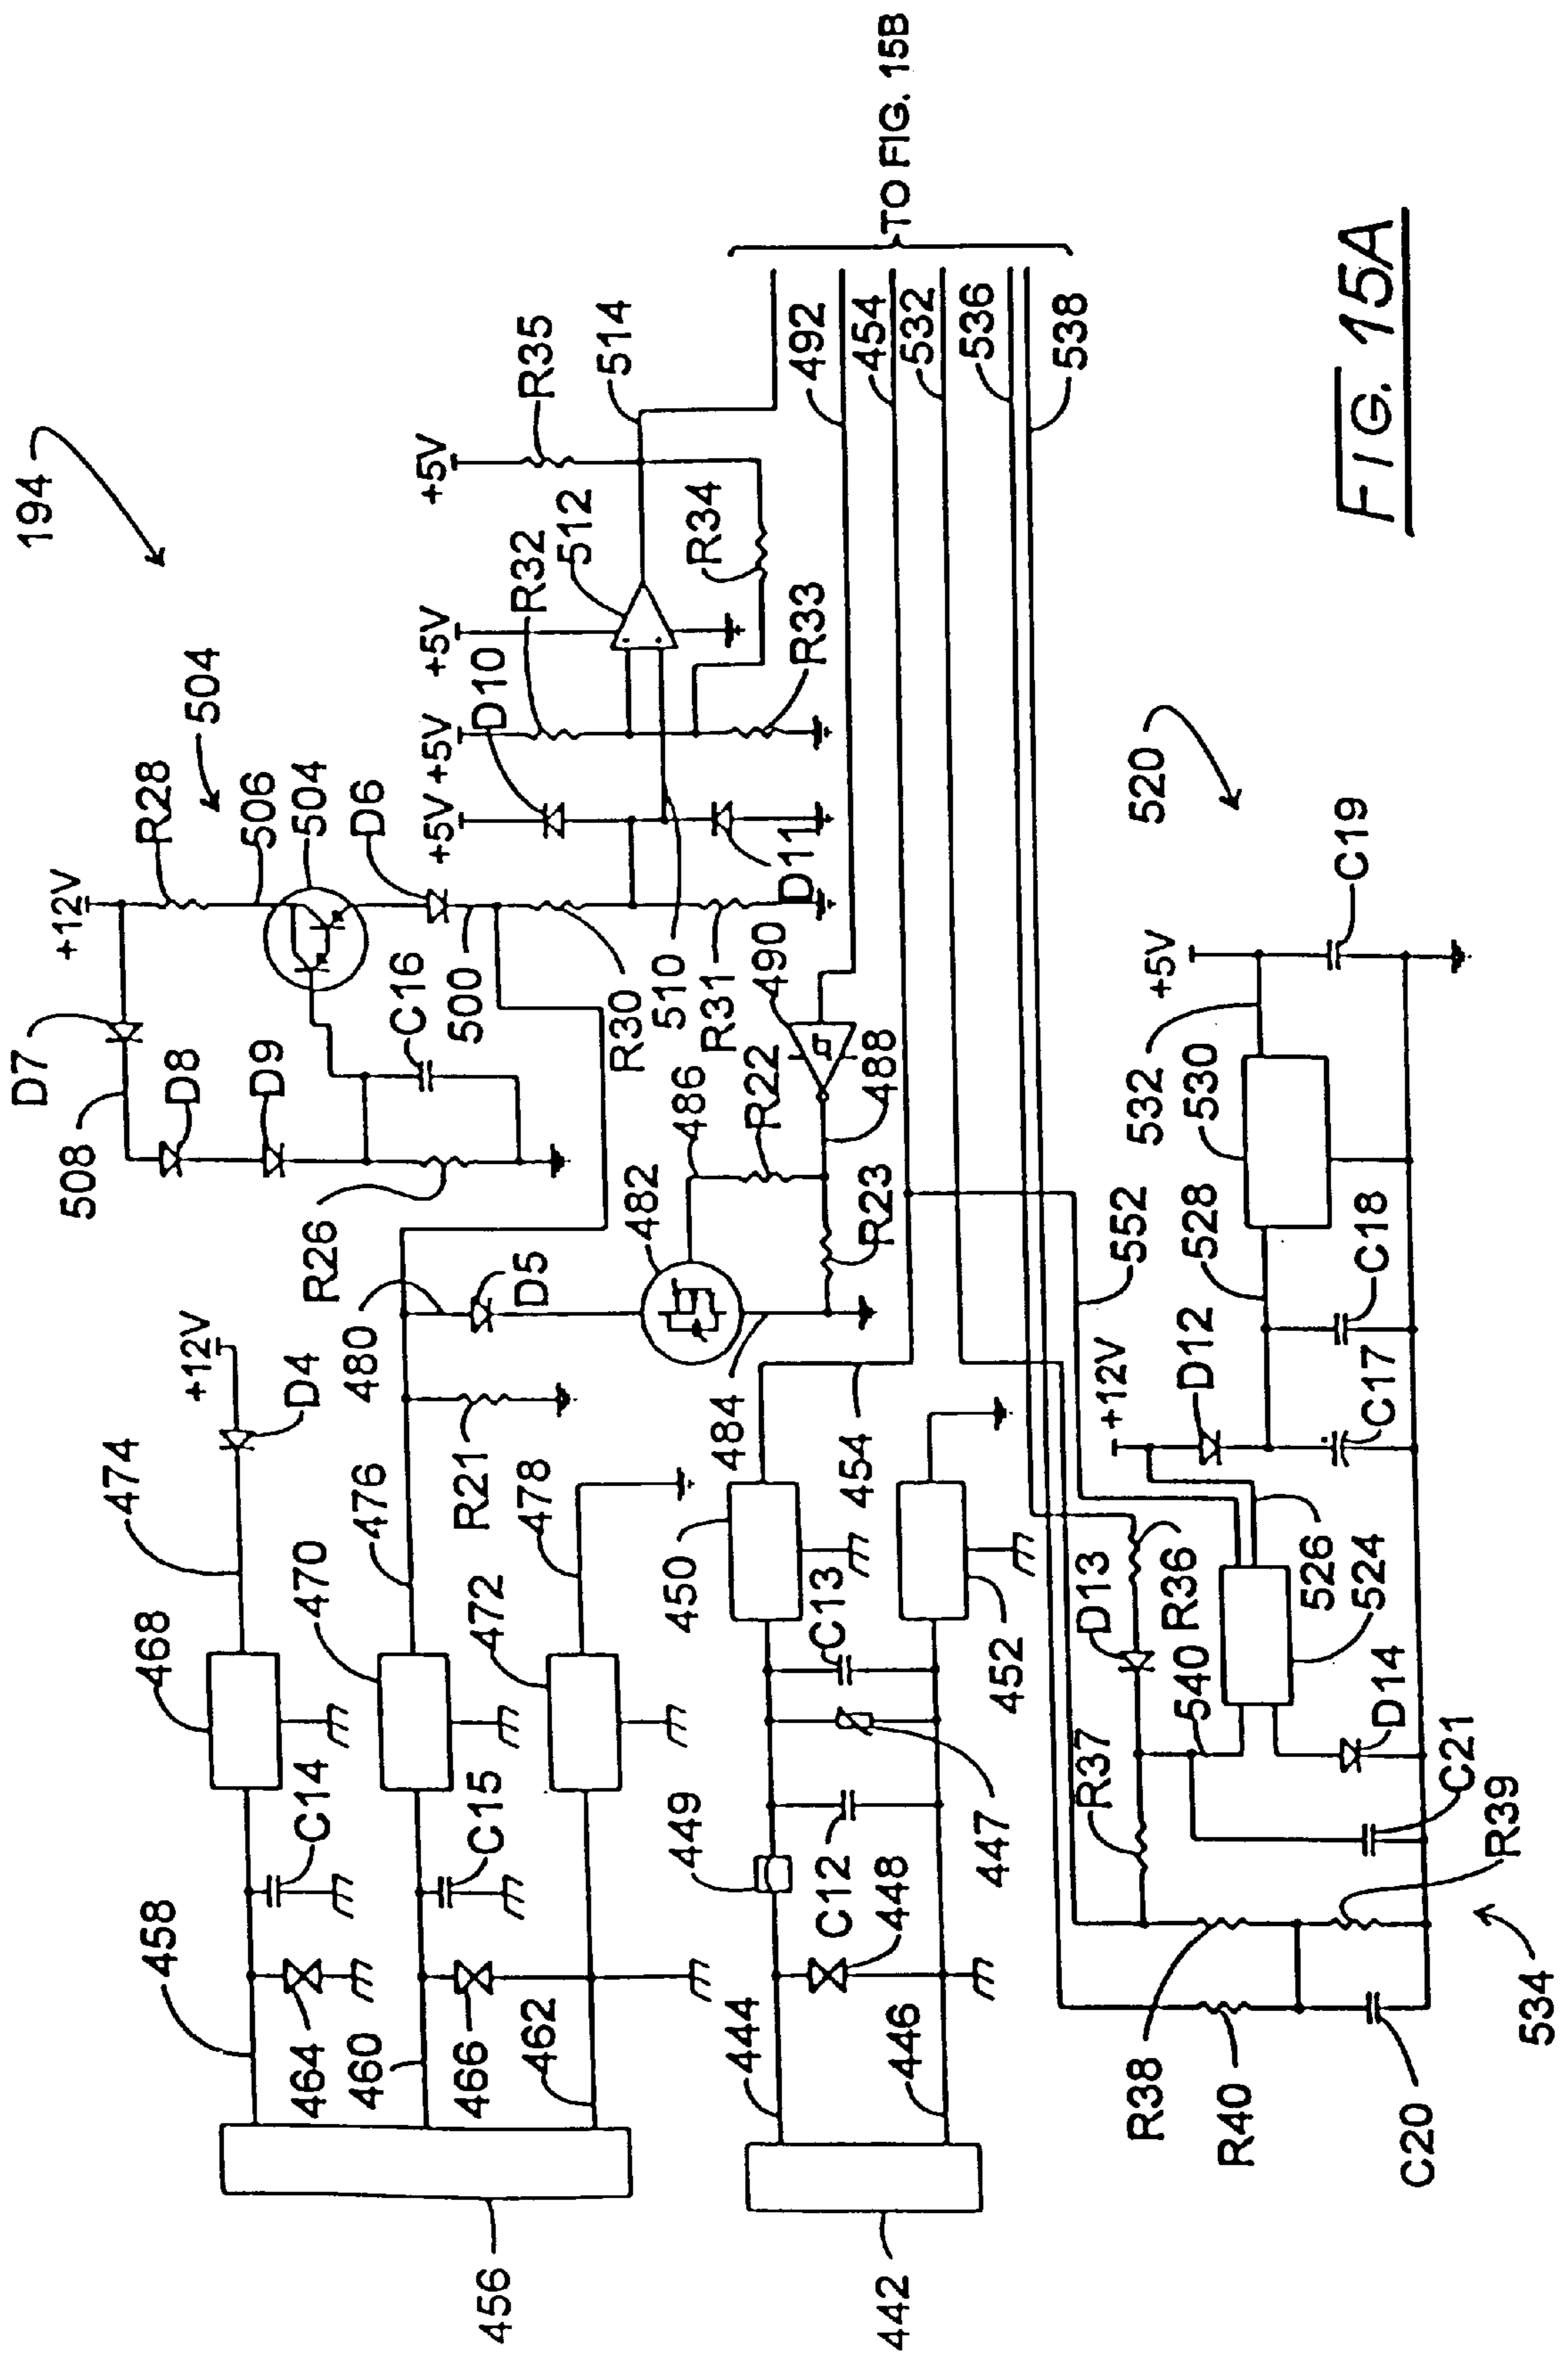 194
504
+12V
R28
506
504
D6
D7
508
D8
D9
C16
R26
500
R30
510
R31
+5V
+5V
+5V
+5V
D10
R32
512
R35
514
R34
R33
D11
+12V
D4
474
468
470
476
480
D5
482
486
R22
490
488
R23
484
R21
472
478
458
C14
464
460
C15
466
462
456
449
450
454
C13
452
447
C12
448
444
446
442
492
454
532
536
538
TO FIG. 15B
520
552
+12V
D12
528
530
532
+5V
C19
C18
C17
526
524
D13
R36
540
R37
D14
C21
R39
534
R38
R40
C20
FIG. 15A